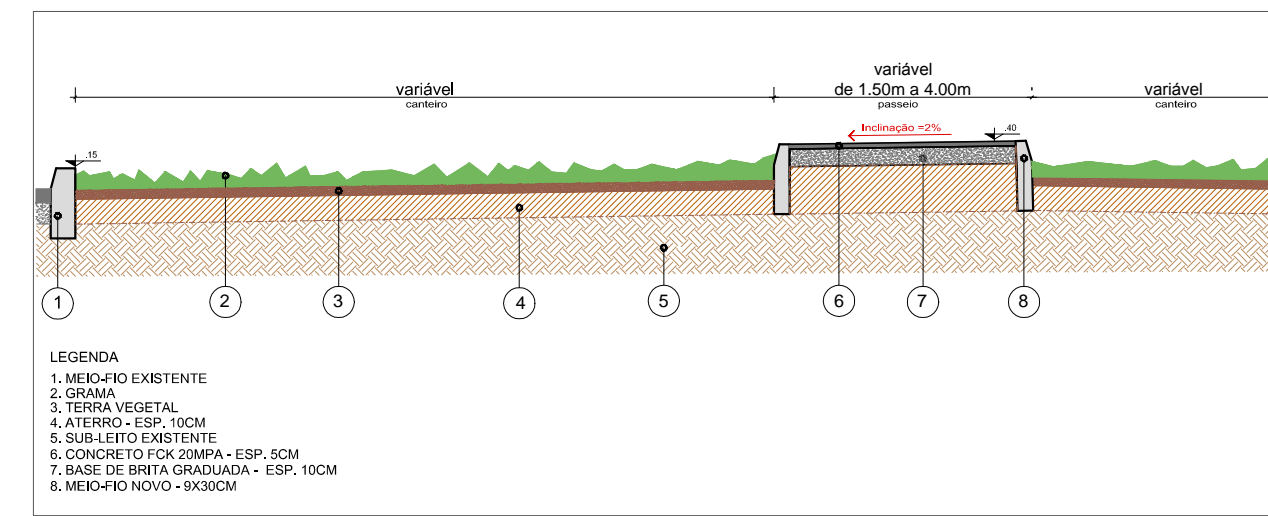 variável
canteiro
variável
de 1.50m a 4.00m
passeio
variável
canteiro
Inclinação =2%
.15
.40
1
2
3
4
5
6
7
8
LEGENDA
1. MEIO-FIO EXISTENTE
2. GRAMA
3. TERRA VEGETAL
4. ATERRO - ESP. 10CM
5. SUB-LEITO EXISTENTE
6. CONCRETO FCK 20MPA - ESP. 5CM
7. BASE DE BRITA GRADUADA - ESP. 10CM
8. MEIO-FIO NOVO - 9X30CM